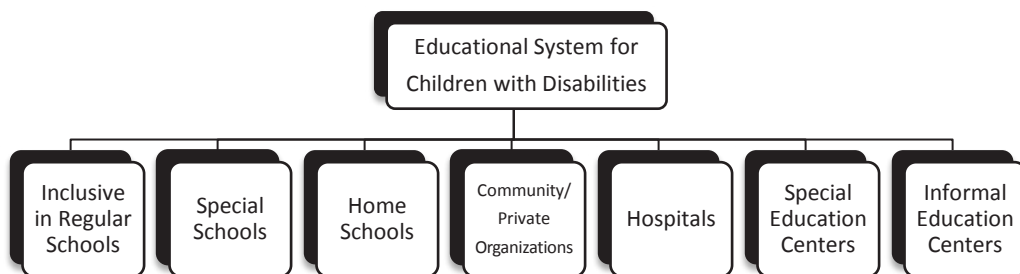 Educational System for
Children with Disabilities
Inclusive
in Regular
Schools
Special
Schools
Home
Schools
Community/
Private
Organizations
Hospitals
Special
Education
Centers
Informal
Education
Centers